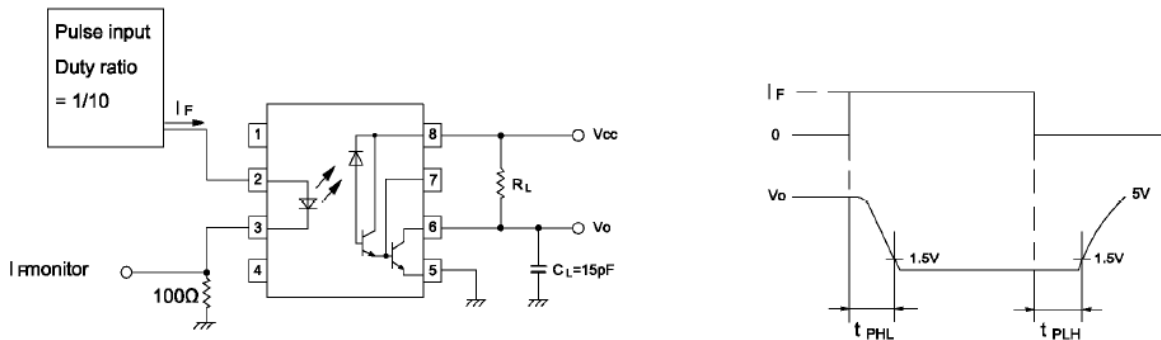 Pulse input
Duty ratio
= 1/10
IF
1
2
3
4
8
7
6
5
Vcc
RL
Vo
CL=15pF
IFmonitor
100Ω
IF
0
Vo
5V
1.5V
1.5V
tPHL
tPLH